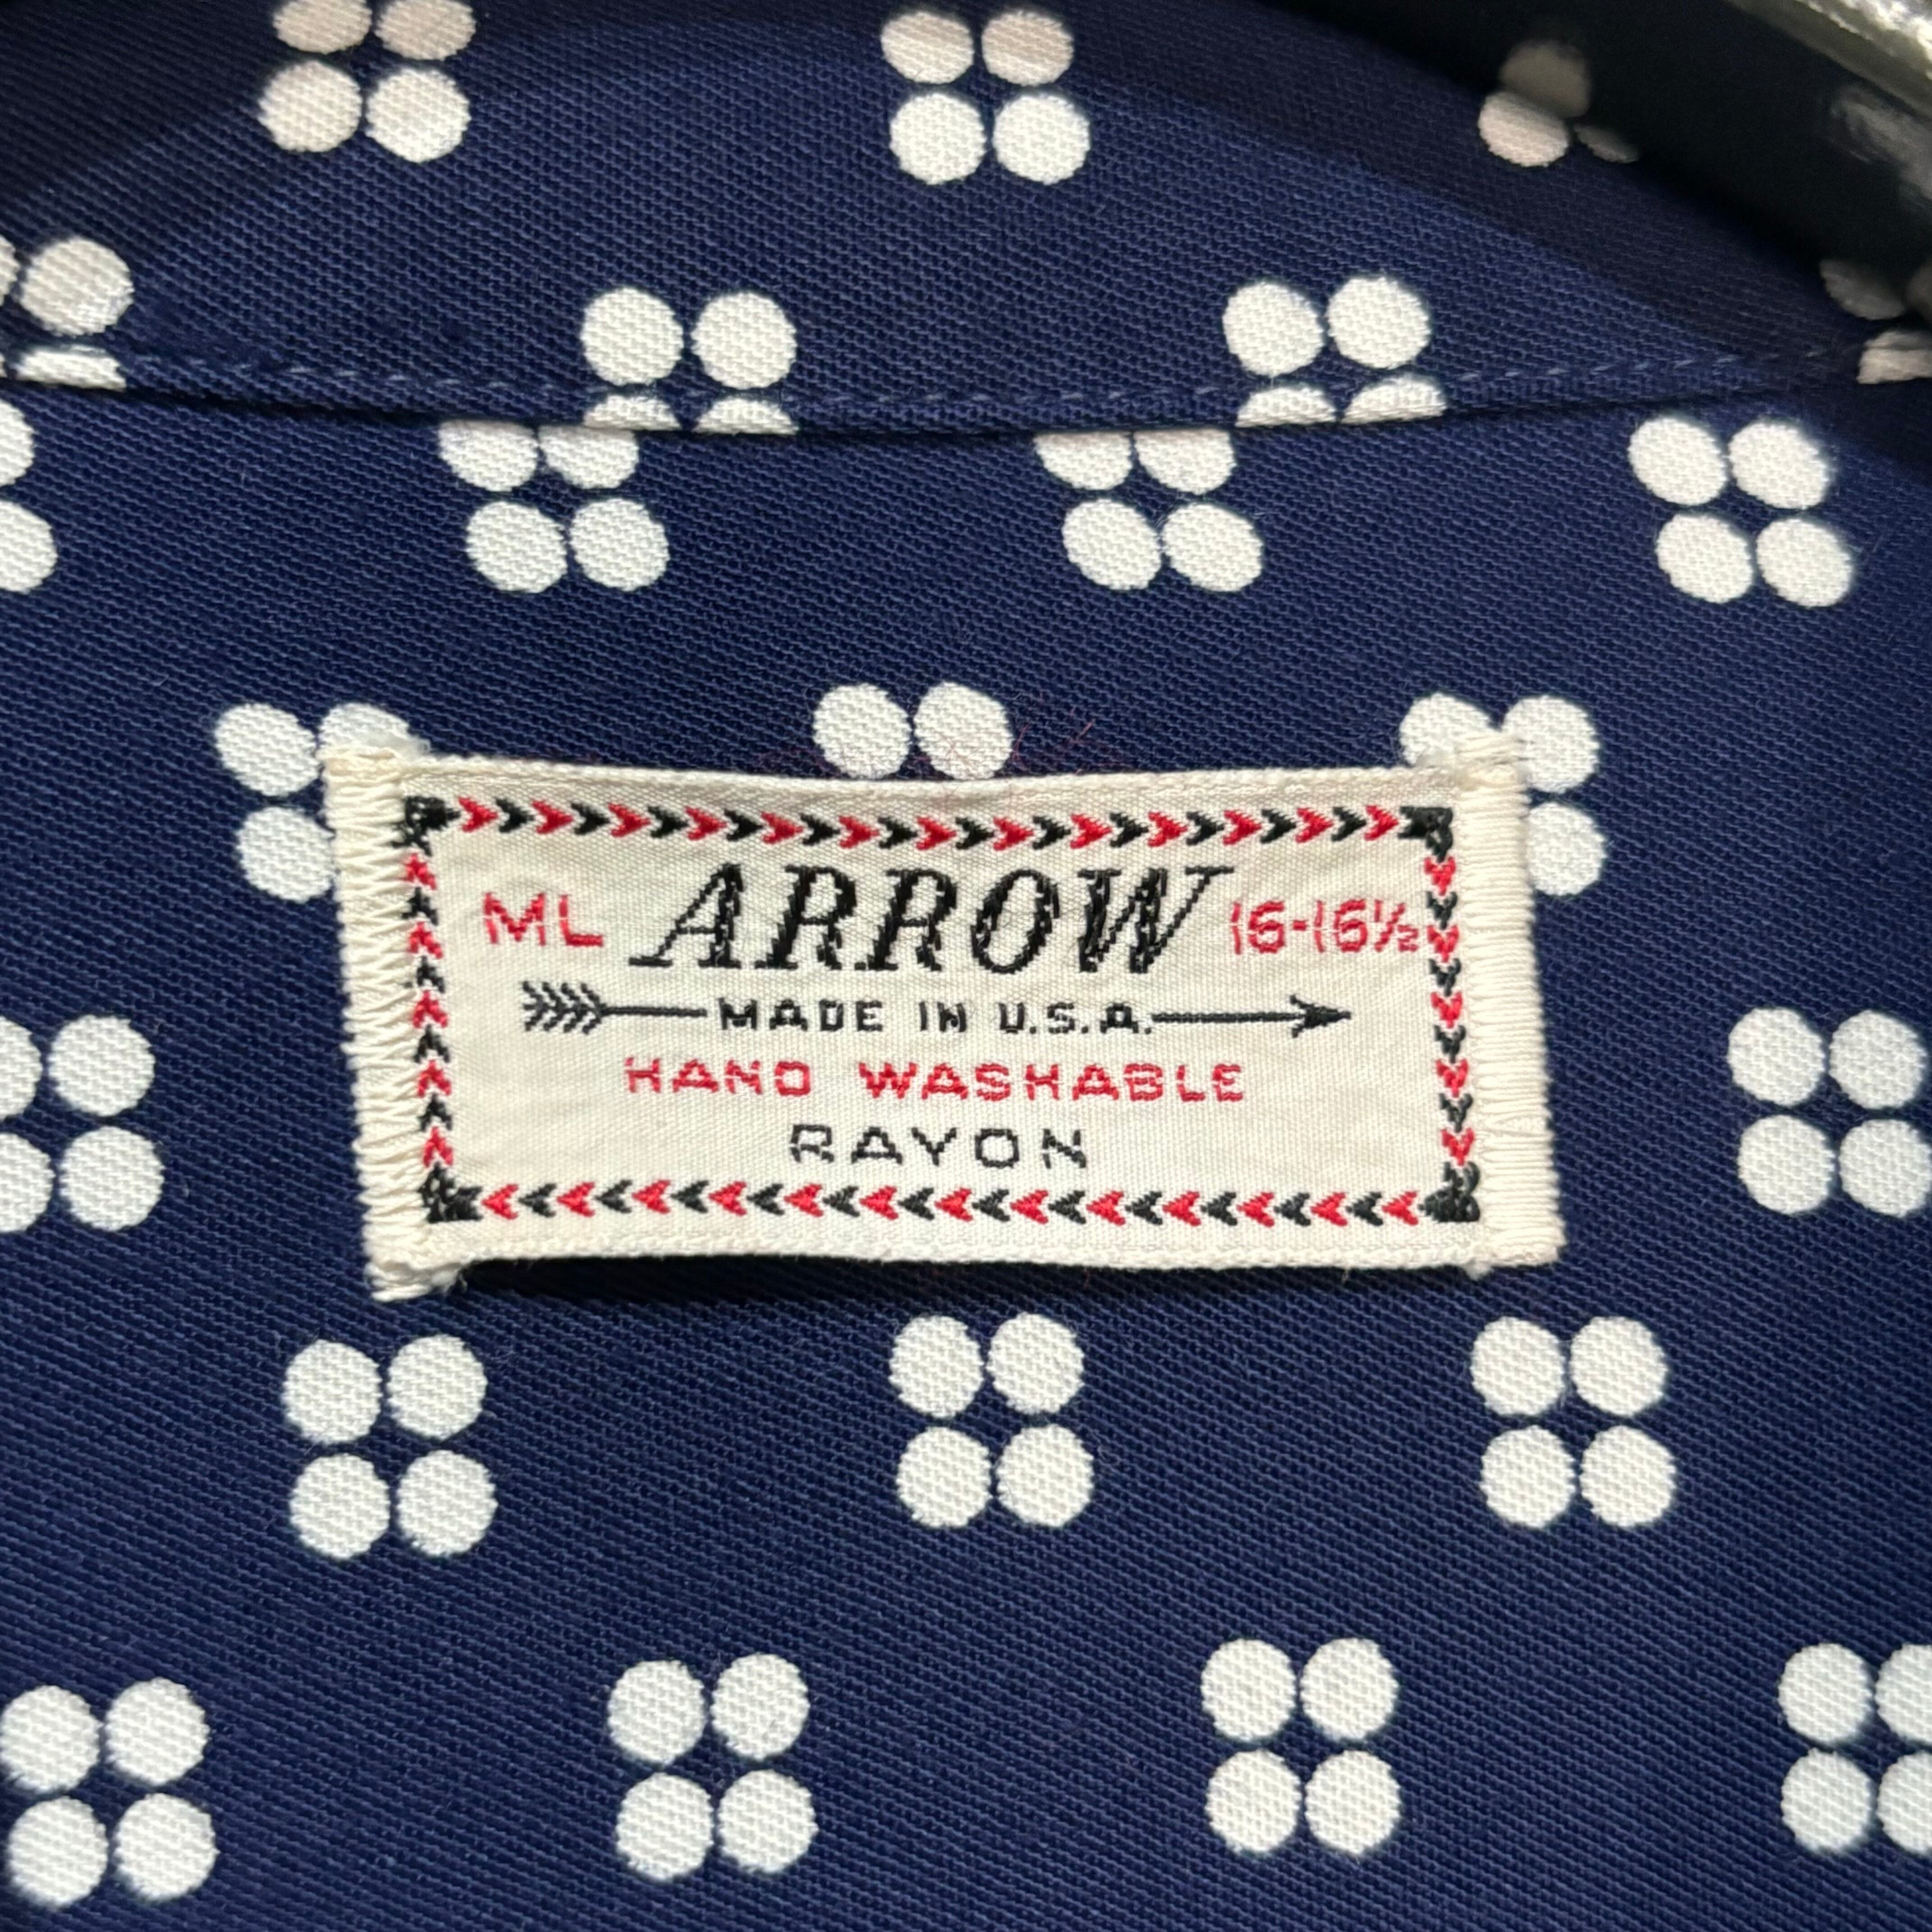 ML ARROW 16-16½
MADE IN U.S.A.
HAND WASHABLE
RAYON